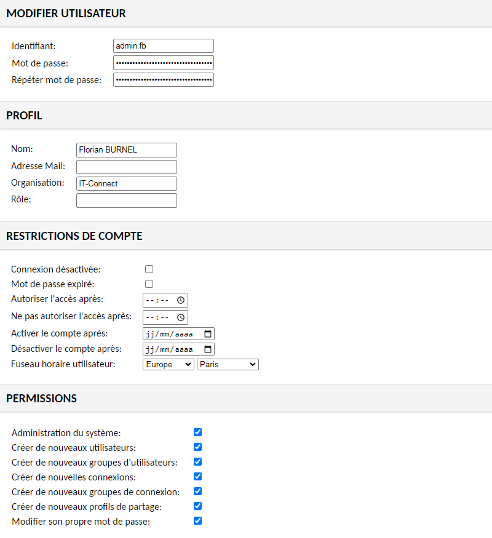 MODIFIER UTILISATEUR
Identifiant: admin.fb
Mot de passe: ••••••••••••••••••••••••••••••••••
Répéter mot de passe: ••••••••••••••••••••••••••••••••••
PROFIL
Nom: Florian BURNEL
Adresse Mail:
Organisation: IT-Connect
Rôle:
RESTRICTIONS DE COMPTE
Connexion désactivée:
Mot de passe expiré:
Autoriser l'accès après: --:--
Ne pas autoriser l'accès après: --:--
Activer le compte après: jj/mm/aaaa
Désactiver le compte après: jj/mm/aaaa
Fuseau horaire utilisateur: Europe Paris
PERMISSIONS
Administration du système:
Créer de nouveaux utilisateurs:
Créer de nouveaux groupes d'utilisateurs:
Créer de nouvelles connexions:
Créer de nouveaux groupes de connexion:
Créer de nouveaux profils de partage:
Modifier son propre mot de passe: